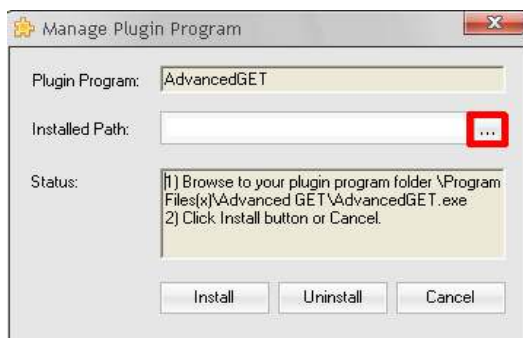 Manage Plugin Program
Plugin Program:
AdvancedGET
Installed Path:
...
Status:
1) Browse to your plugin program folder \Program
Files(x)\Advanced GET\AdvancedGET.exe
2) Click Install button or Cancel.
Install
Uninstall
Cancel